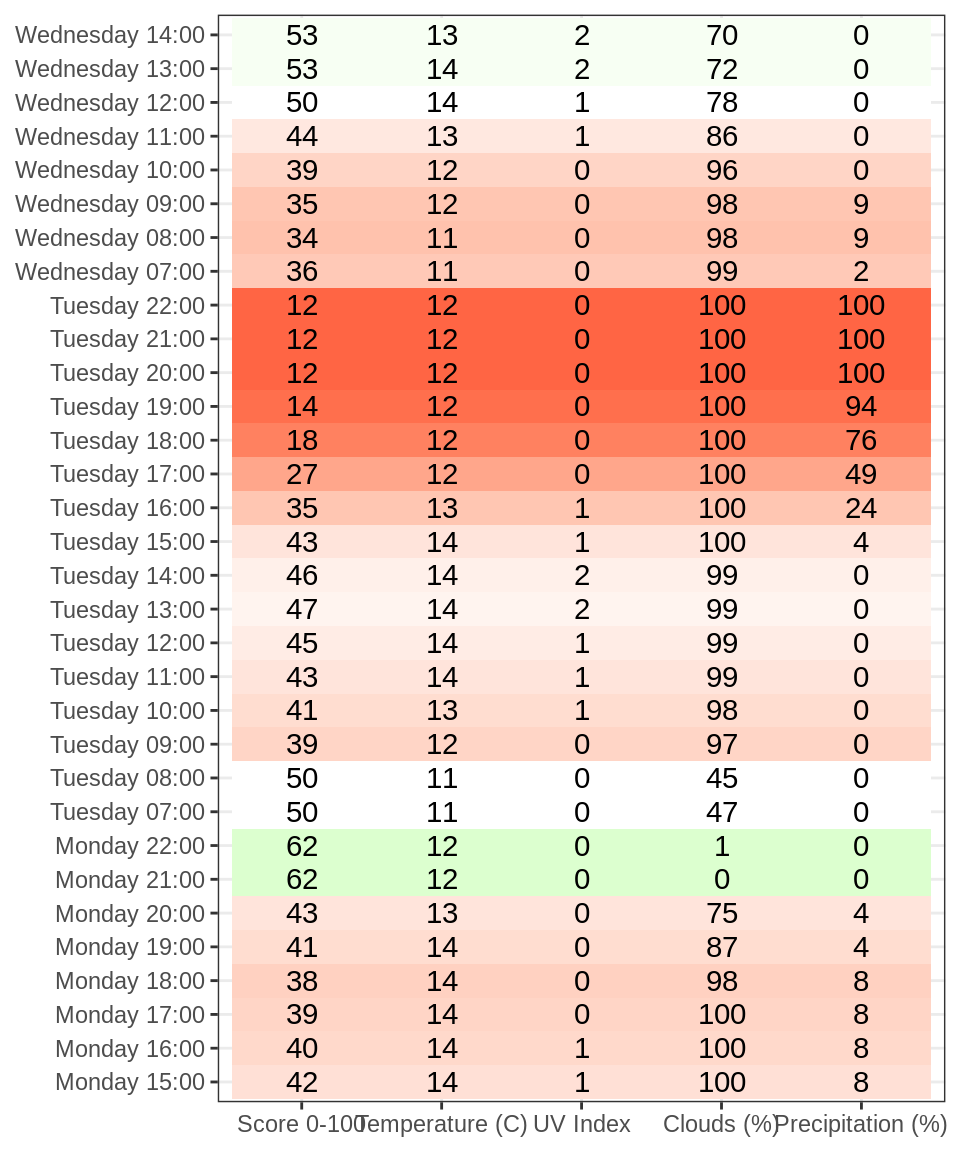 Wednesday 14:00 53 13 2 70 0
Wednesday 13:00 53 14 2 72 0
Wednesday 12:00 50 14 1 78 0
Wednesday 11:00 44 13 1 86 0
Wednesday 10:00 39 12 0 96 0
Wednesday 09:00 35 12 0 98 9
Wednesday 08:00 34 11 0 98 9
Wednesday 07:00 36 11 0 99 2
Tuesday 22:00 12 12 0 100 100
Tuesday 21:00 12 12 0 100 100
Tuesday 20:00 12 12 0 100 100
Tuesday 19:00 14 12 0 100 94
Tuesday 18:00 18 12 0 100 76
Tuesday 17:00 27 12 0 100 49
Tuesday 16:00 35 13 1 100 24
Tuesday 15:00 43 14 1 100 4
Tuesday 14:00 46 14 2 99 0
Tuesday 13:00 47 14 2 99 0
Tuesday 12:00 45 14 1 99 0
Tuesday 11:00 43 14 1 99 0
Tuesday 10:00 41 13 1 98 0
Tuesday 09:00 39 12 0 97 0
Tuesday 08:00 50 11 0 45 0
Tuesday 07:00 50 11 0 47 0
Monday 22:00 62 12 0 1 0
Monday 21:00 62 12 0 0 0
Monday 20:00 43 13 0 75 4
Monday 19:00 41 14 0 87 4
Monday 18:00 38 14 0 98 8
Monday 17:00 39 14 0 100 8
Monday 16:00 40 14 1 100 8
Monday 15:00 42 14 1 100 8
Score 0-100 Temperature (C) UV Index Clouds (%) Precipitation (%)